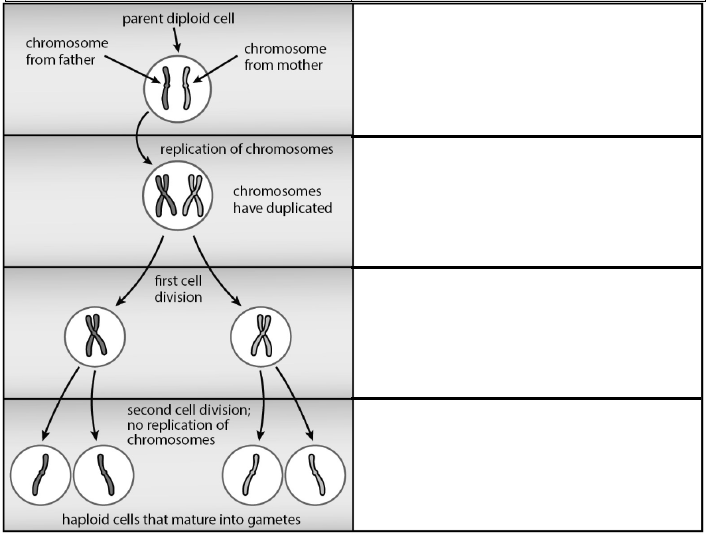 parent diploid cell
chromosome
from father
chromosome
from mother
replication of chromosomes
chromosomes
have duplicated
first cell
division
second cell division;
no replication of
chromosomes
haploid cells that mature into gametes